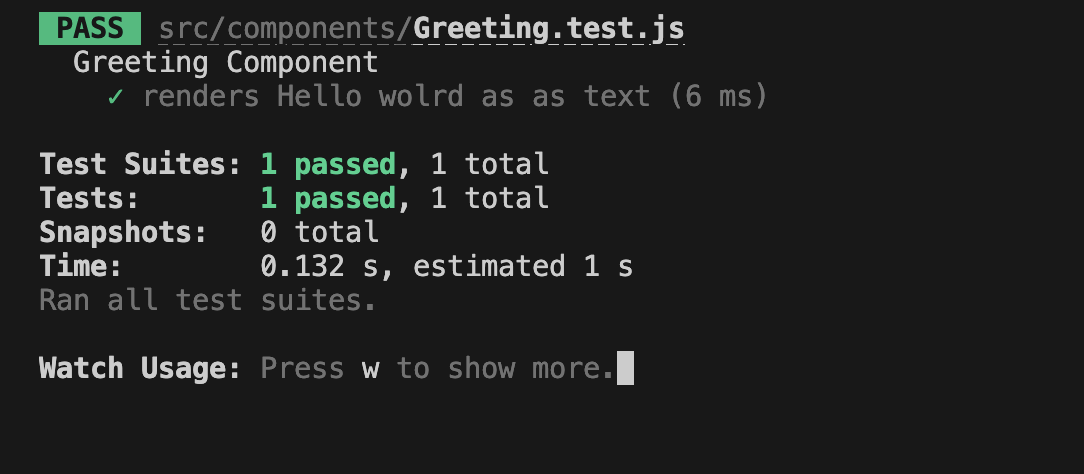 PASS src/components/Greeting.test.js
Greeting Component
✓ renders Hello wolrd as as text (6 ms)
Test Suites: 1 passed, 1 total
Tests: 1 passed, 1 total
Snapshots: 0 total
Time: 0.132 s, estimated 1 s
Ran all test suites.
Watch Usage: Press w to show more.